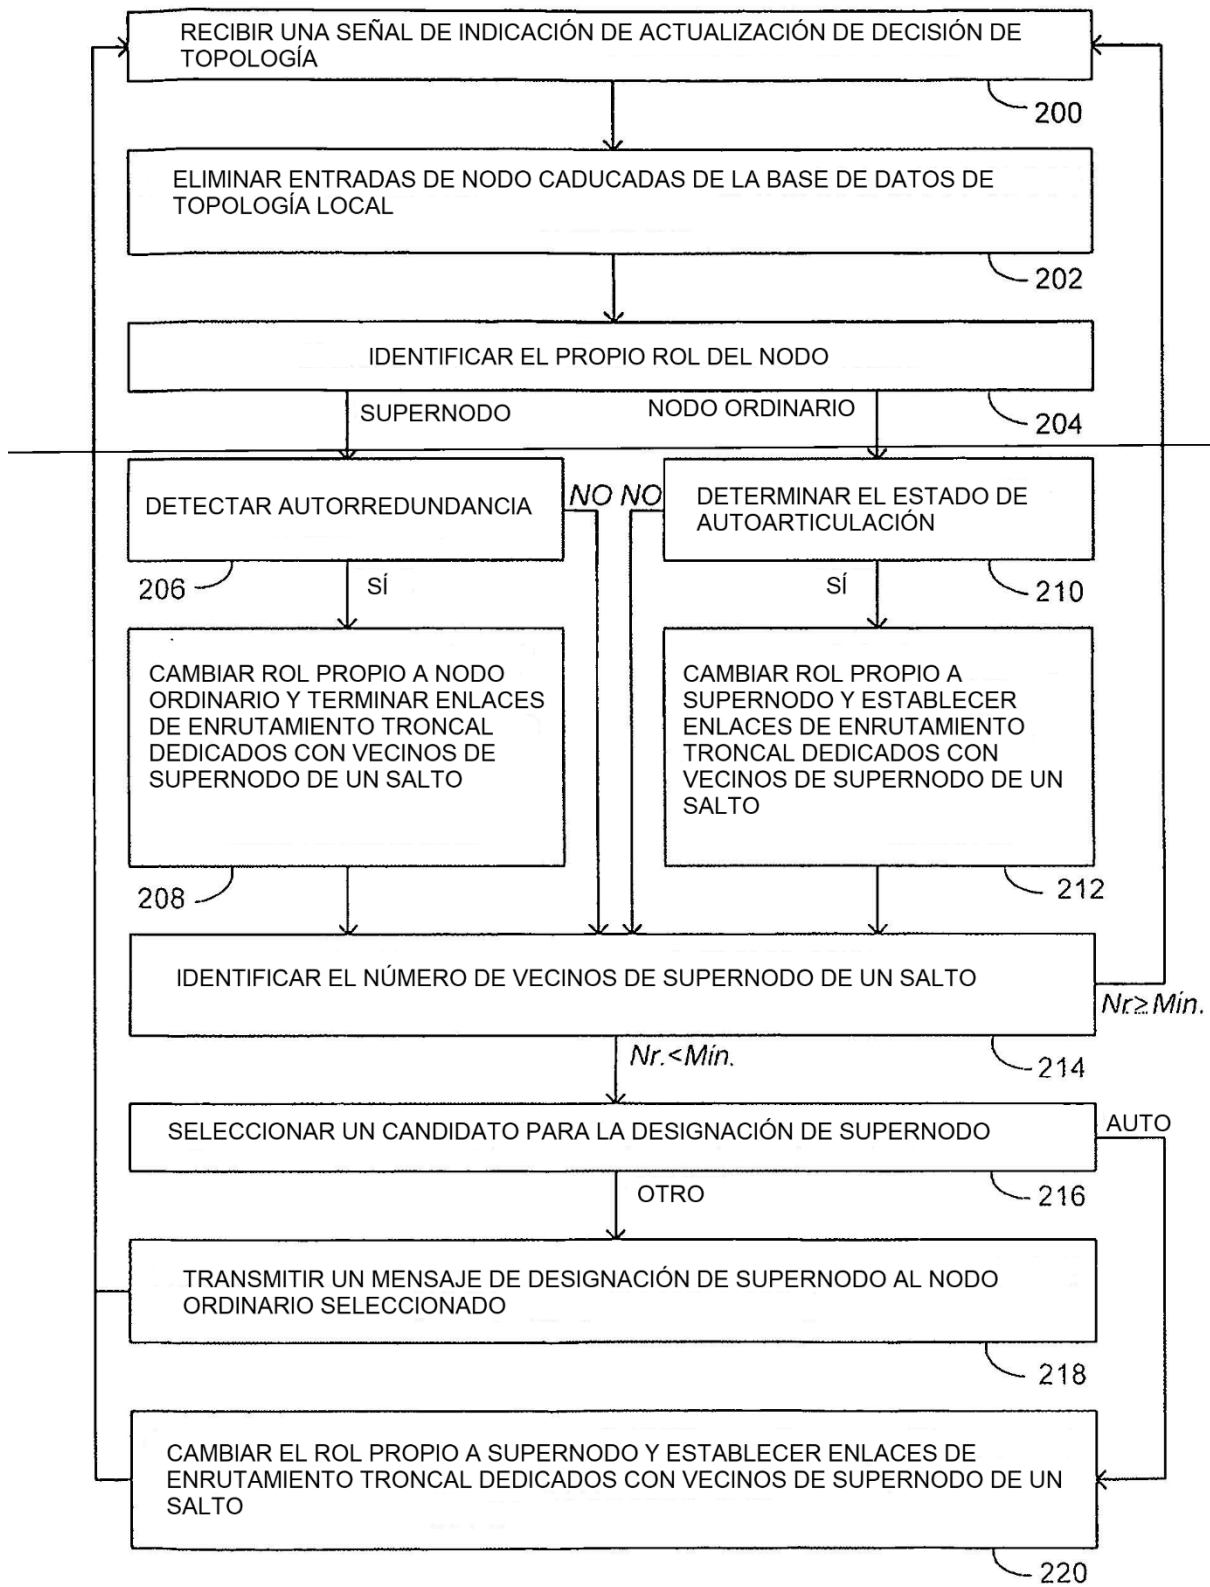 RECIBIR UNA SEÑAL DE INDICACIÓN DE ACTUALIZACIÓN DE DECISIÓN DE
TOPOLOGÍA
200
ELIMINAR ENTRADAS DE NODO CADUCADAS DE LA BASE DE DATOS DE
TOPOLOGÍA LOCAL
202
IDENTIFICAR EL PROPIO ROL DEL NODO
204
SUPERNODO
NODO ORDINARIO
DETECTAR AUTORREDUNDANCIA
NO
NO
DETERMINAR EL ESTADO DE
AUTOARTICULACIÓN
206
SÍ
SÍ
210
CAMBIAR ROL PROPIO A NODO
ORDINARIO Y TERMINAR ENLACES
DE ENRUTAMIENTO TRONCAL
DEDICADOS CON VECINOS DE
SUPERNODO DE UN SALTO
208
CAMBIAR ROL PROPIO A
SUPERNODO Y ESTABLECER
ENLACES DE ENRUTAMIENTO
TRONCAL DEDICADOS CON
VECINOS DE SUPERNODO DE UN
SALTO
212
IDENTIFICAR EL NÚMERO DE VECINOS DE SUPERNODO DE UN SALTO
Nr.≥Mín.
Nr.<Mín.
214
SELECCIONAR UN CANDIDATO PARA LA DESIGNACIÓN DE SUPERNODO
AUTO
OTRO
216
TRANSMITIR UN MENSAJE DE DESIGNACIÓN DE SUPERNODO AL NODO
ORDINARIO SELECCIONADO
218
CAMBIAR EL ROL PROPIO A SUPERNODO Y ESTABLECER ENLACES DE
ENRUTAMIENTO TRONCAL DEDICADOS CON VECINOS DE SUPERNODO DE UN
SALTO
220